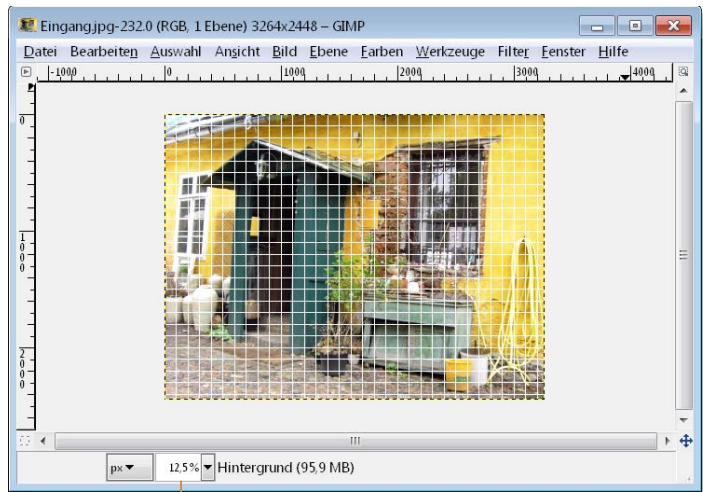 Eingang.jpg-232.0 (RGB, 1 Ebene) 3264x2448 – GIMP
Datei Bearbeiten Auswahl Ansicht Bild Ebene Farben Werkzeuge Filter Fenster Hilfe
-1000 0 1000 2000 3000 4000
0
1000
2000
px 12,5% Hintergrund (95,9 MB)